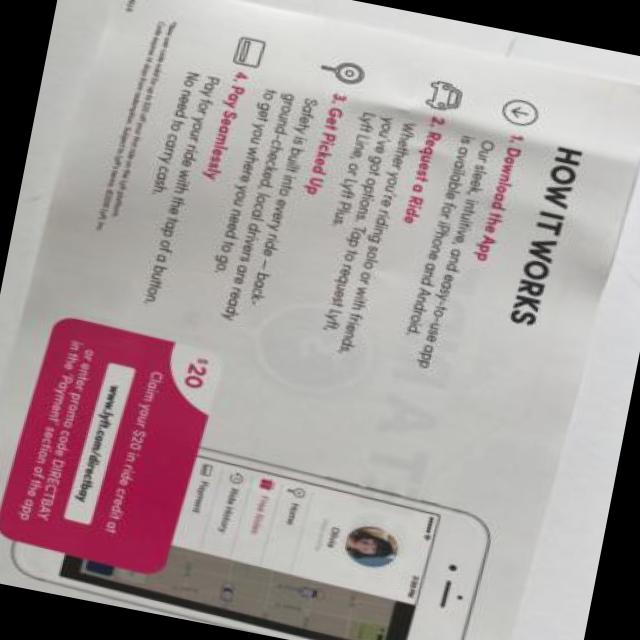 HOW IT WORKS
1. Download the App
Our sleek, intuitive, and easy-to-use app
is available for iPhone and Android.
2. Request a Ride
Whether you're riding solo or with friends,
you've got options. Tap to request Lyft,
Lyft Line, or Lyft Plus.
3. Get Picked Up
Safety is built into every ride — back-
ground-checked, local drivers are ready
to get you where you need to go.
4. Pay Seamlessly
Pay for your ride with the tap of a button.
No need to carry cash.
$20
Claim your $20 in ride credit at
www.lyft.com/directbay
or enter promo code DIRECTBAY
in the 'Payment' section of the app
Olivia
Home
Free Rides
Ride History
Payment